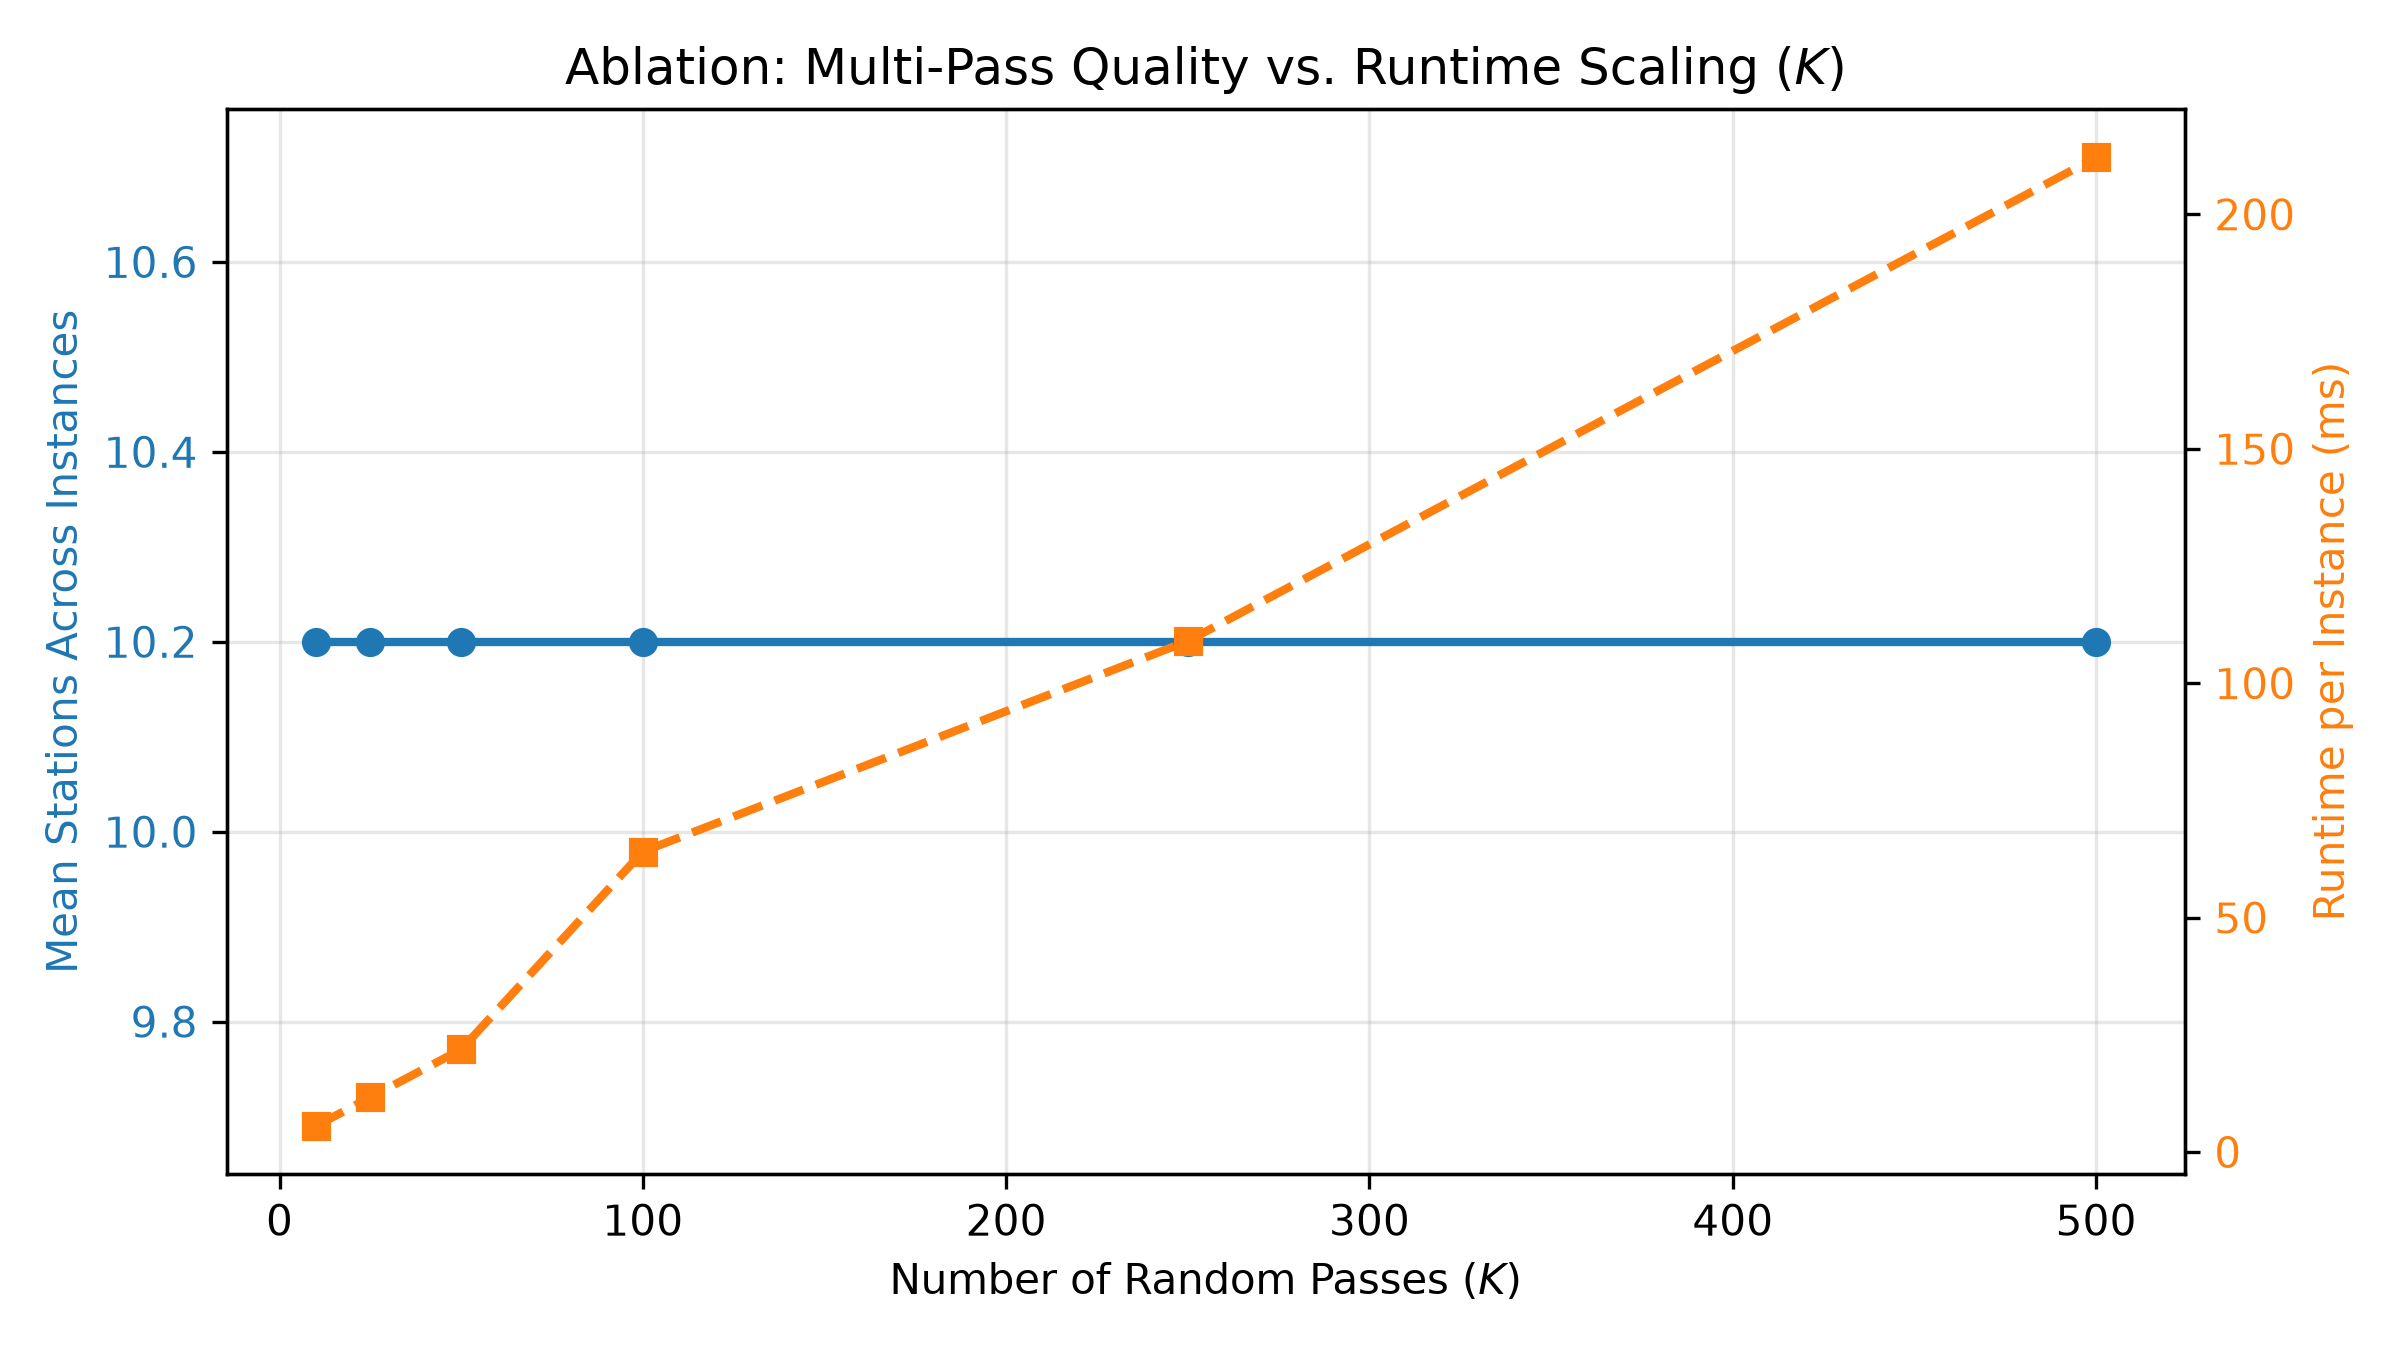 Ablation: Multi-Pass Quality vs. Runtime Scaling (K)
Mean Stations Across Instances
10.6
10.4
10.2
10.0
9.8
200
150
100
50
0
Runtime per Instance (ms)
0 100 200 300 400 500
Number of Random Passes (K)